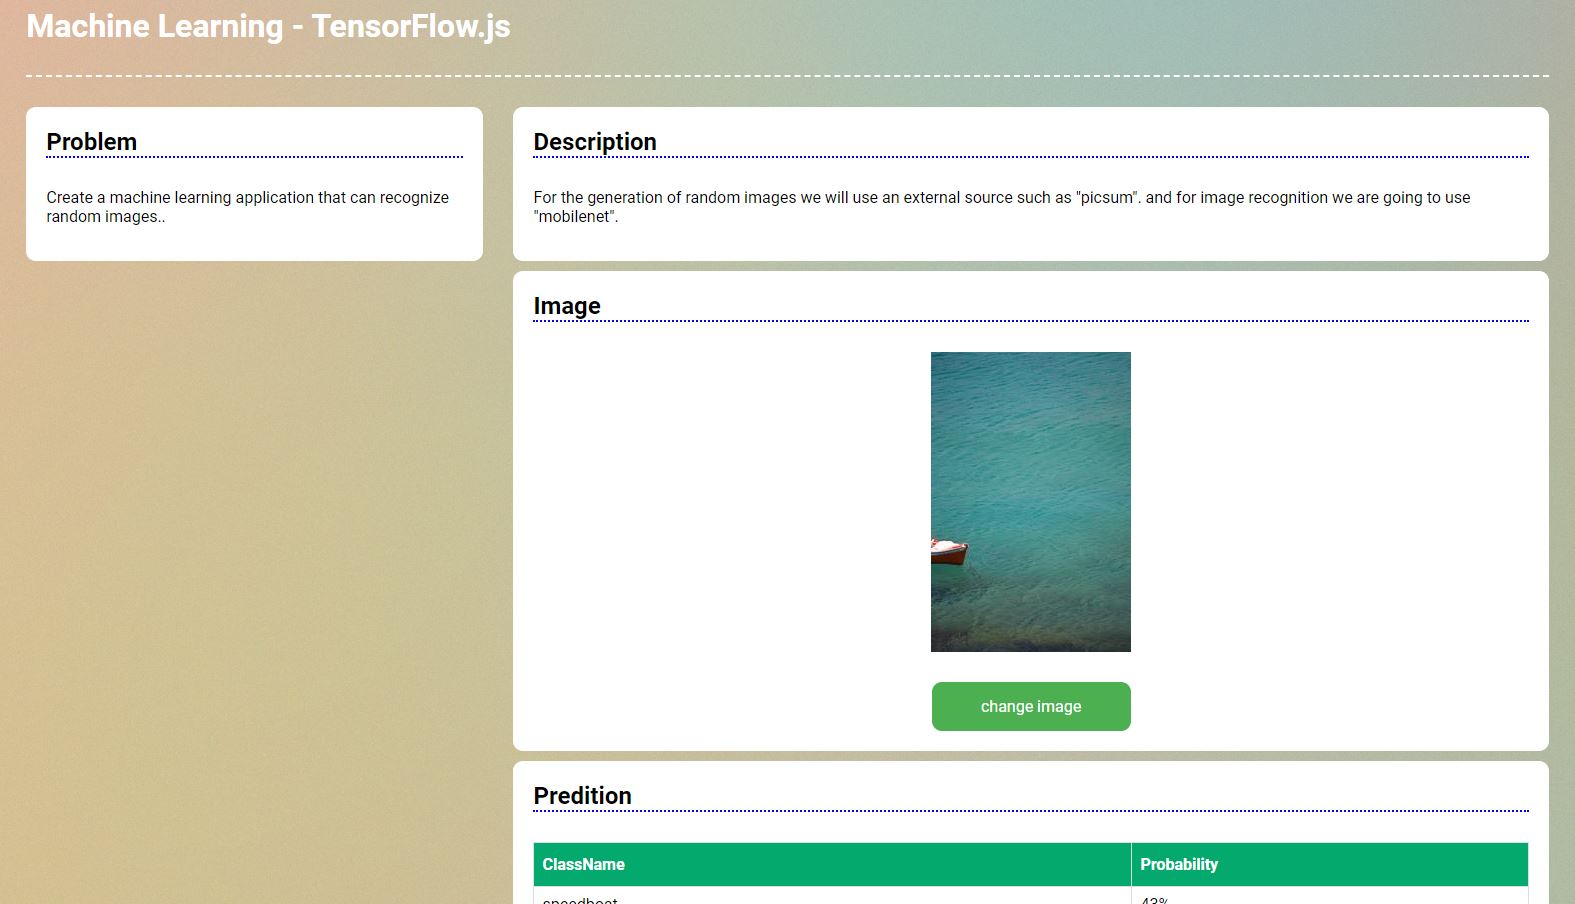 Machine Learning - TensorFlow.js
Problem
Create a machine learning application that can recognize
random images..
Description
For the generation of random images we will use an external source such as "picsum". and for image recognition we are going to use
"mobilenet".
Image
change image
Predition
ClassName Probability
speedboat 43%